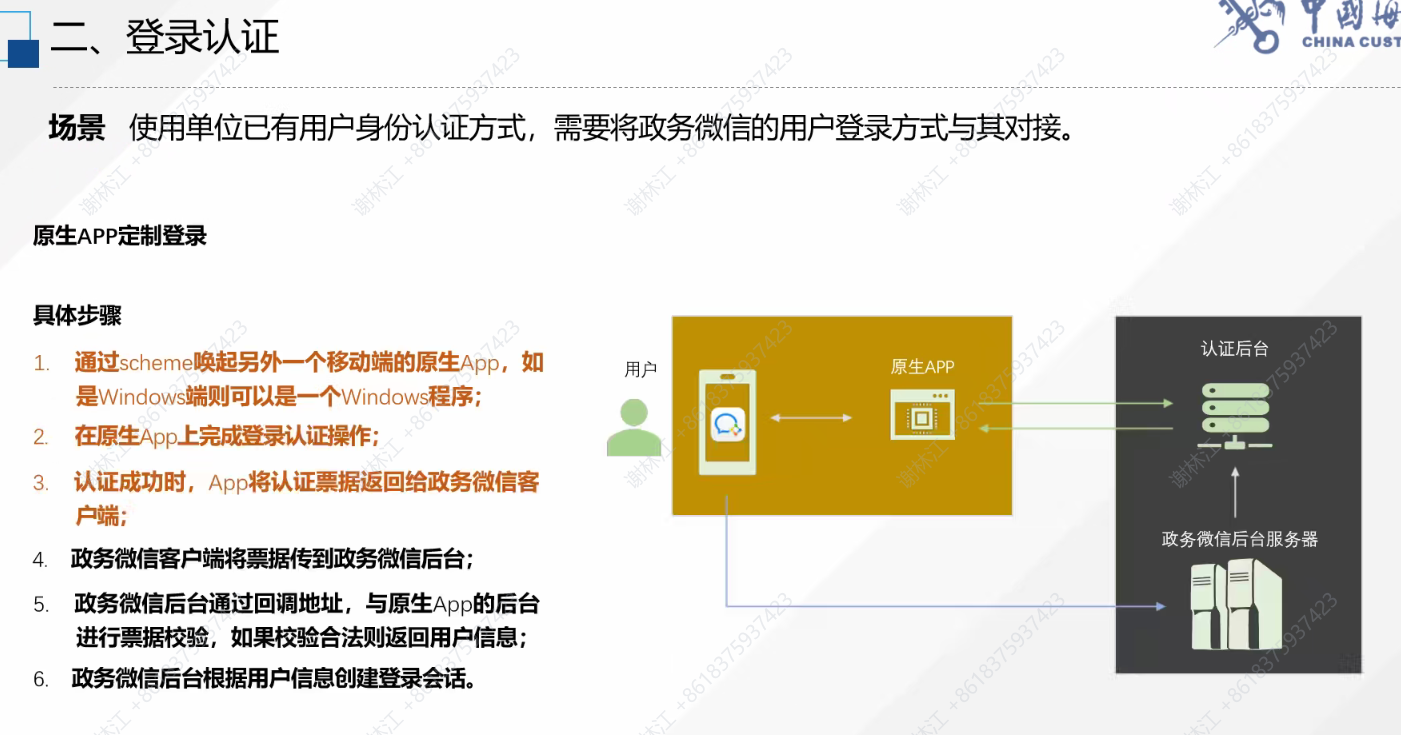 二、登录认证
中國海
CHINA CUST
场景 使用单位已有用户身份认证方式，需要将政务微信的用户登录方式与其对接。
原生APP定制登录
具体步骤
1. 通过scheme唤起另外一个移动端的原生App，如
是Windows端则可以是一个Windows程序；
2. 在原生App上完成登录认证操作；
3. 认证成功时，App将认证票据返回给政务微信客
户端；
4. 政务微信客户端将票据传到政务微信后台；
5. 政务微信后台通过回调地址，与原生App的后台
进行票据校验，如果校验合法则返回用户信息；
6. 政务微信后台根据用户信息创建登录会话。
用户
原生APP
认证后台
政务微信后台服务器
谢林江 +8618375937423